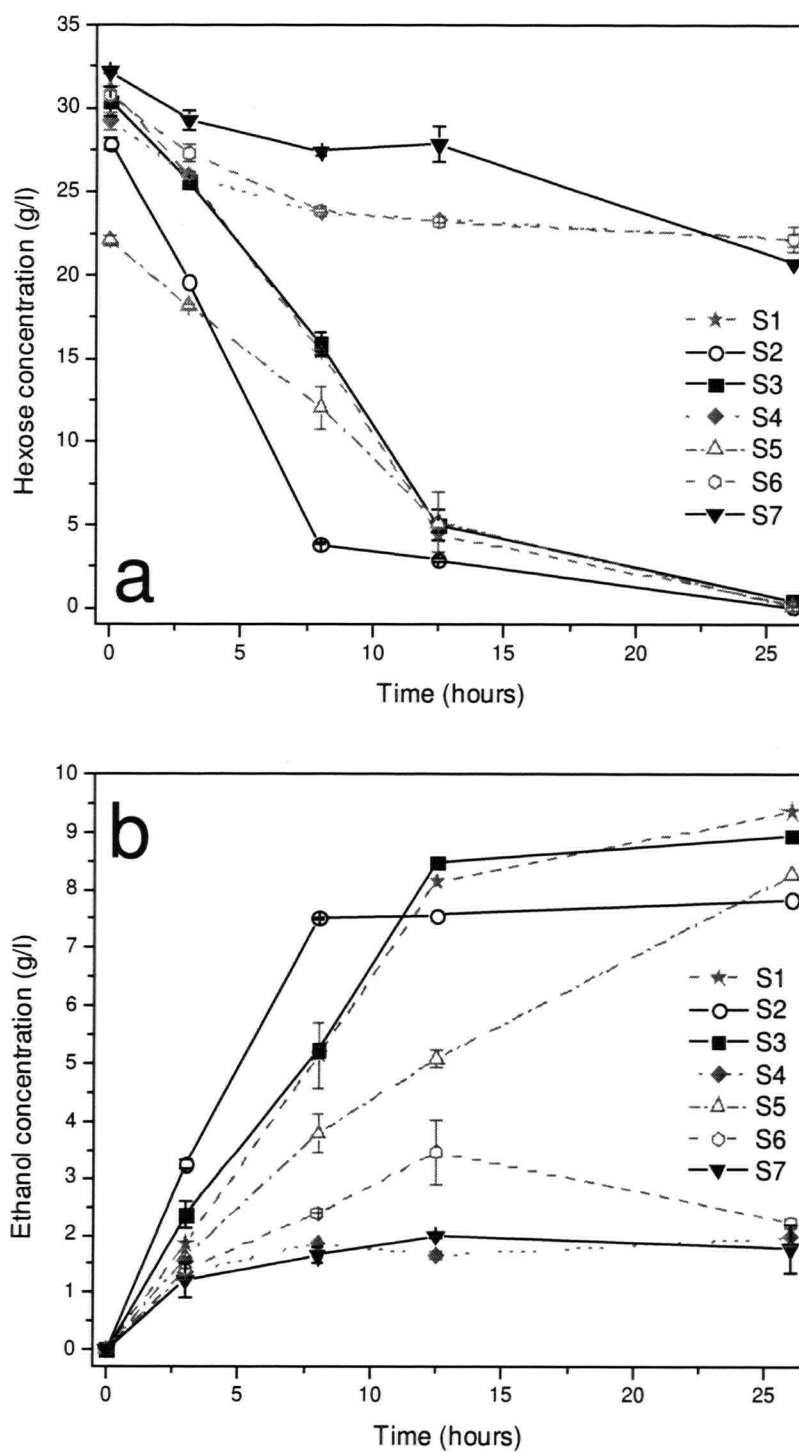 35
30
25
20
15
10
5
0
Hexose concentration (g/l)
S1
S2
S3
S4
S5
S6
S7
a
0 5 10 15 20 25
Time (hours)
10
9
8
7
6
5
4
3
2
1
0
Ethanol concentration (g/l)
b
S1
S2
S3
S4
S5
S6
S7
0 5 10 15 20 25
Time (hours)